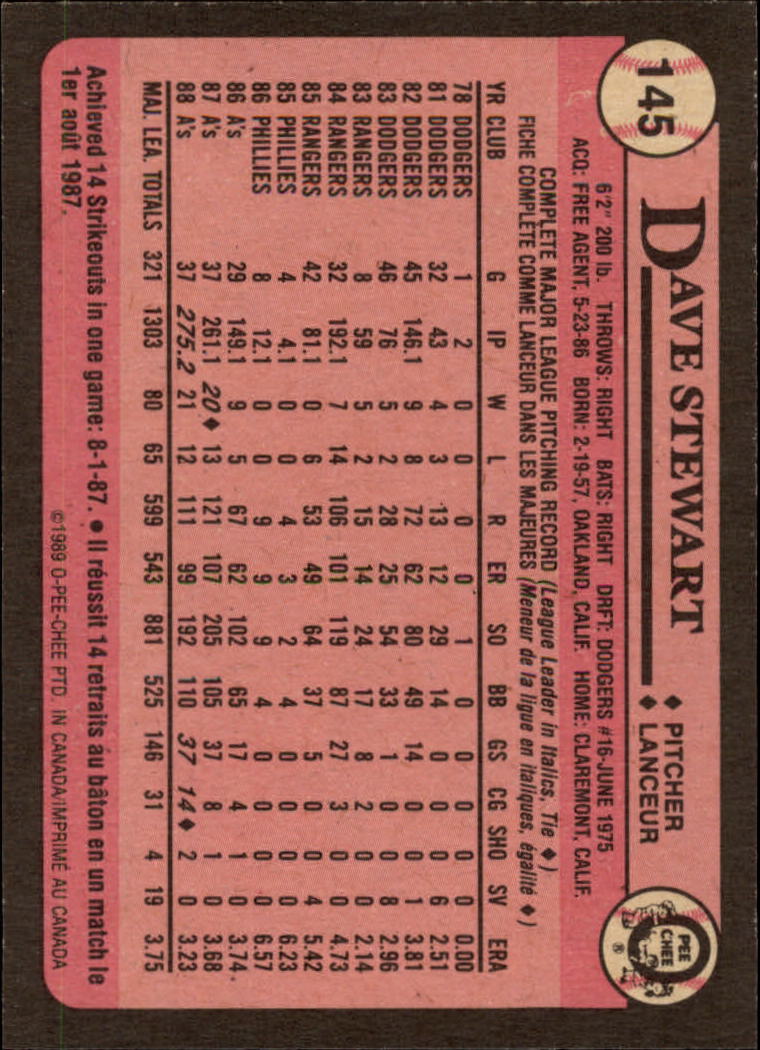 145
DAVE STEWART
♦ PITCHER
♦ LANCEUR
O PEE CHEE ®
6'2" 200 lb. THROWS: RIGHT BATS: RIGHT DRFT: DODGERS #16-JUNE 1975
ACQ: FREE AGENT, 5-23-86 BORN: 2-19-57, OAKLAND, CALIF. HOME: CLAREMONT, CALIF.
COMPLETE MAJOR LEAGUE PITCHING RECORD (League Leader in Italics, Tie ♦)
FICHE COMPLÈTE COMME LANCEUR DANS LES MAJEURES (Meneur de la ligue en italiques, égalité ♦)
YR CLUB G IP W L R ER SO BB GS CG SHO SV ERA
78 DODGERS 1 2 0 0 0 0 1 0 0 0 0 0 0.00
81 DODGERS 32 43 4 3 13 12 29 14 0 0 0 6 2.51
82 DODGERS 45 146.1 9 8 72 62 80 49 14 0 0 1 3.81
83 DODGERS 46 76 5 2 28 25 54 33 1 0 0 8 2.96
83 RANGERS 8 59 5 2 15 14 24 17 8 2 0 0 2.14
84 RANGERS 32 192.1 7 14 106 101 119 87 27 3 0 0 4.73
85 RANGERS 42 81.1 0 6 53 49 64 37 5 0 0 4 5.42
85 PHILLIES 4 4.1 0 0 4 3 2 4 0 0 0 0 6.23
86 PHILLIES 8 12.1 0 0 9 9 9 4 0 0 0 0 6.57
86 A's 29 149.1 9 5 67 62 102 65 17 4 1 0 3.74
87 A's 37 261.1 20♦ 13 121 107 205 105 37 8 1 0 3.68
88 A's 37 275.2 21 12 111 99 192 110 37 14♦ 2 0 3.23
MAJ. LEA. TOTALS 321 1303 80 65 599 543 881 525 146 31 4 19 3.75
Achieved 14 Strikeouts in one game: 8-1-87. ● Il réussit 14 retraits au bâton en un match le
1er août 1987.
©1989 O-PEE-CHEE PTD. IN CANADA/IMPRIMÉ AU CANADA